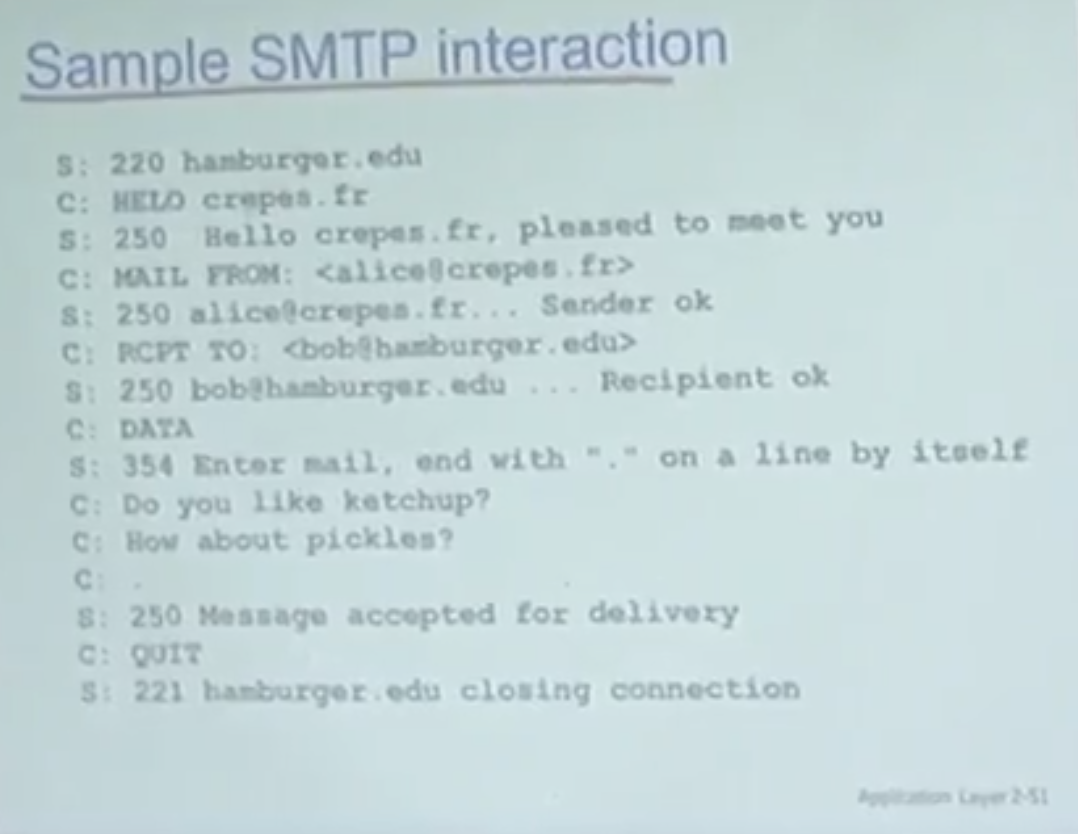 Sample SMTP interaction
S: 220 hamburger.edu
C: HELO crepes.fr
S: 250  Hello crepes.fr, pleased to meet you
C: MAIL FROM: <alice@crepes.fr>
S: 250 alice@crepes.fr... Sender ok
C: RCPT TO: <bob@hamburger.edu>
S: 250 bob@hamburger.edu ... Recipient ok
C: DATA
S: 354 Enter mail, end with "." on a line by itself
C: Do you like ketchup?
C: How about pickles?
C: .
S: 250 Message accepted for delivery
C: QUIT
S: 221 hamburger.edu closing connection
Application Layer 2-51